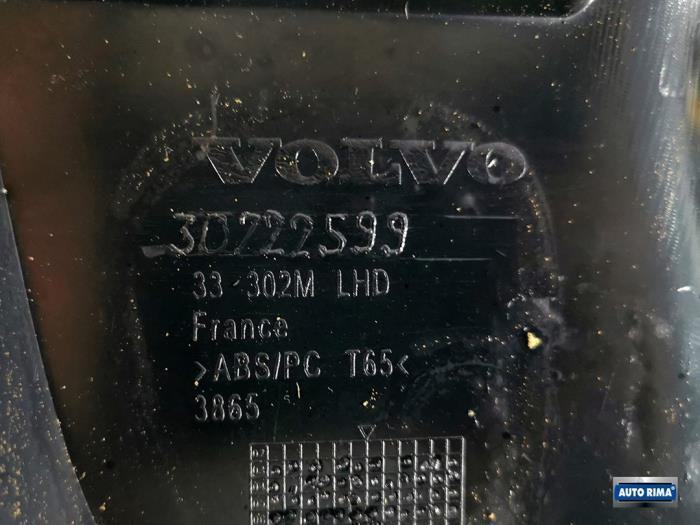 VOLVO
30722599
33 302M LHD
France
>ABS/PC T65<
3865
AUTO RIMA